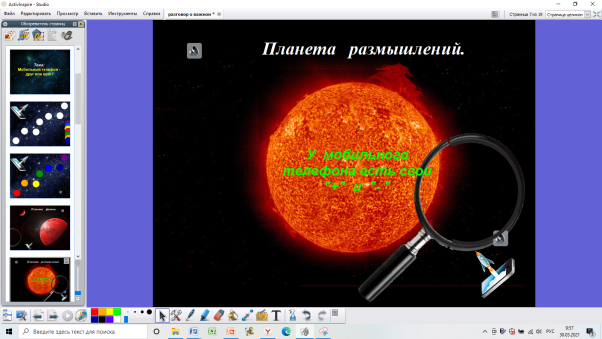 ActivInspire - Studio
Файл Редактировать Просмотр Вставить Инструменты Справка
разговор о важном *
Страница 7 из 19
Страница целиком
Обозреватель страниц
Тема:
Мобильный телефон -
друг или враг?
Планета размышлений.
У мобильного
телефона есть свои
"+" и "-"
Введите здесь текст для поиска
РУС
9:57
30.03.2021